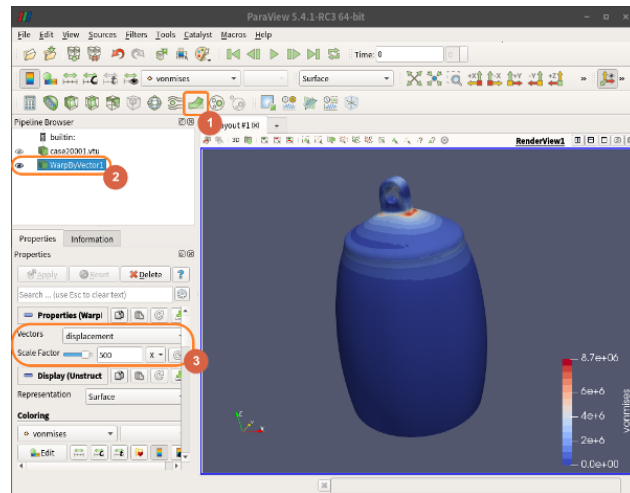 ParaView 5.4.1-RC3 64-bit
File Edit View Sources Filters Tools Catalyst Macros Help
Time: 0
vonmises Surface
Pipeline Browser
1
Layout #1
builtin:
case20001.vtu
WarpByVector1
2
3D
RenderView1
Properties Information
Properties
Apply Reset Delete ?
Search ... (use Esc to clear text)
Properties (Warpl
Vectors displacement
Scale Factor 500 X
3
Display (Unstruct
Representation Surface
Coloring
vonmises
Edit
8.7e+06
6e+6
4e+6
2e+6
0.0e+00
vonmises